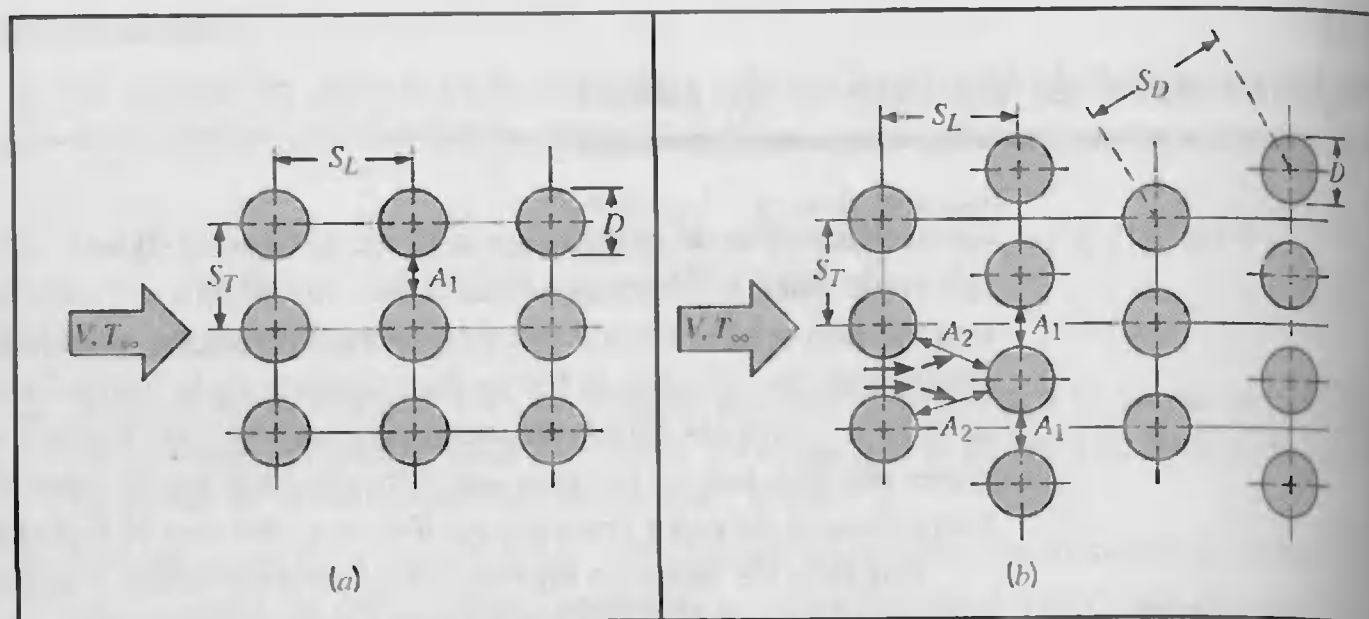 S_L
S_T
A_1
D
V, T_∞
(a)
S_L
S_D
D
S_T
A_2
A_1
V, T_∞
A_2
A_1
(b)